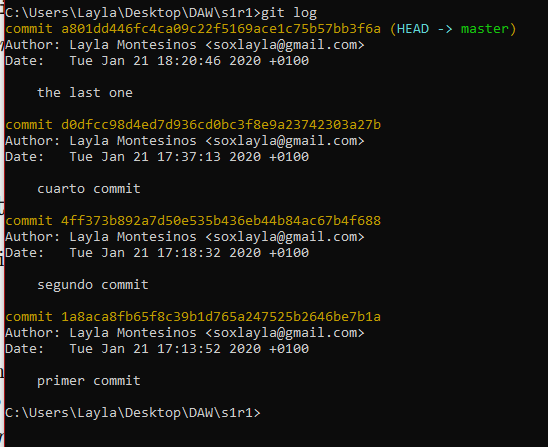 C:\Users\Layla\Desktop\DAW\s1r1>git log
commit a801dd446fc4ca09c22f5169ace1c75b57bb3f6a (HEAD -> master)
Author: Layla Montesinos <soxlayla@gmail.com>
Date:   Tue Jan 21 18:20:46 2020 +0100
the last one
commit d0dfcc98d4ed7d936cd0bc3f8e9a23742303a27b
Author: Layla Montesinos <soxlayla@gmail.com>
Date:   Tue Jan 21 17:37:13 2020 +0100
cuarto commit
commit 4ff373b892a7d50e535b436eb44b84ac67b4f688
Author: Layla Montesinos <soxlayla@gmail.com>
Date:   Tue Jan 21 17:18:32 2020 +0100
segundo commit
commit 1a8aca8fb65f8c39b1d765a247525b2646be7b1a
Author: Layla Montesinos <soxlayla@gmail.com>
Date:   Tue Jan 21 17:13:52 2020 +0100
primer commit
C:\Users\Layla\Desktop\DAW\s1r1>